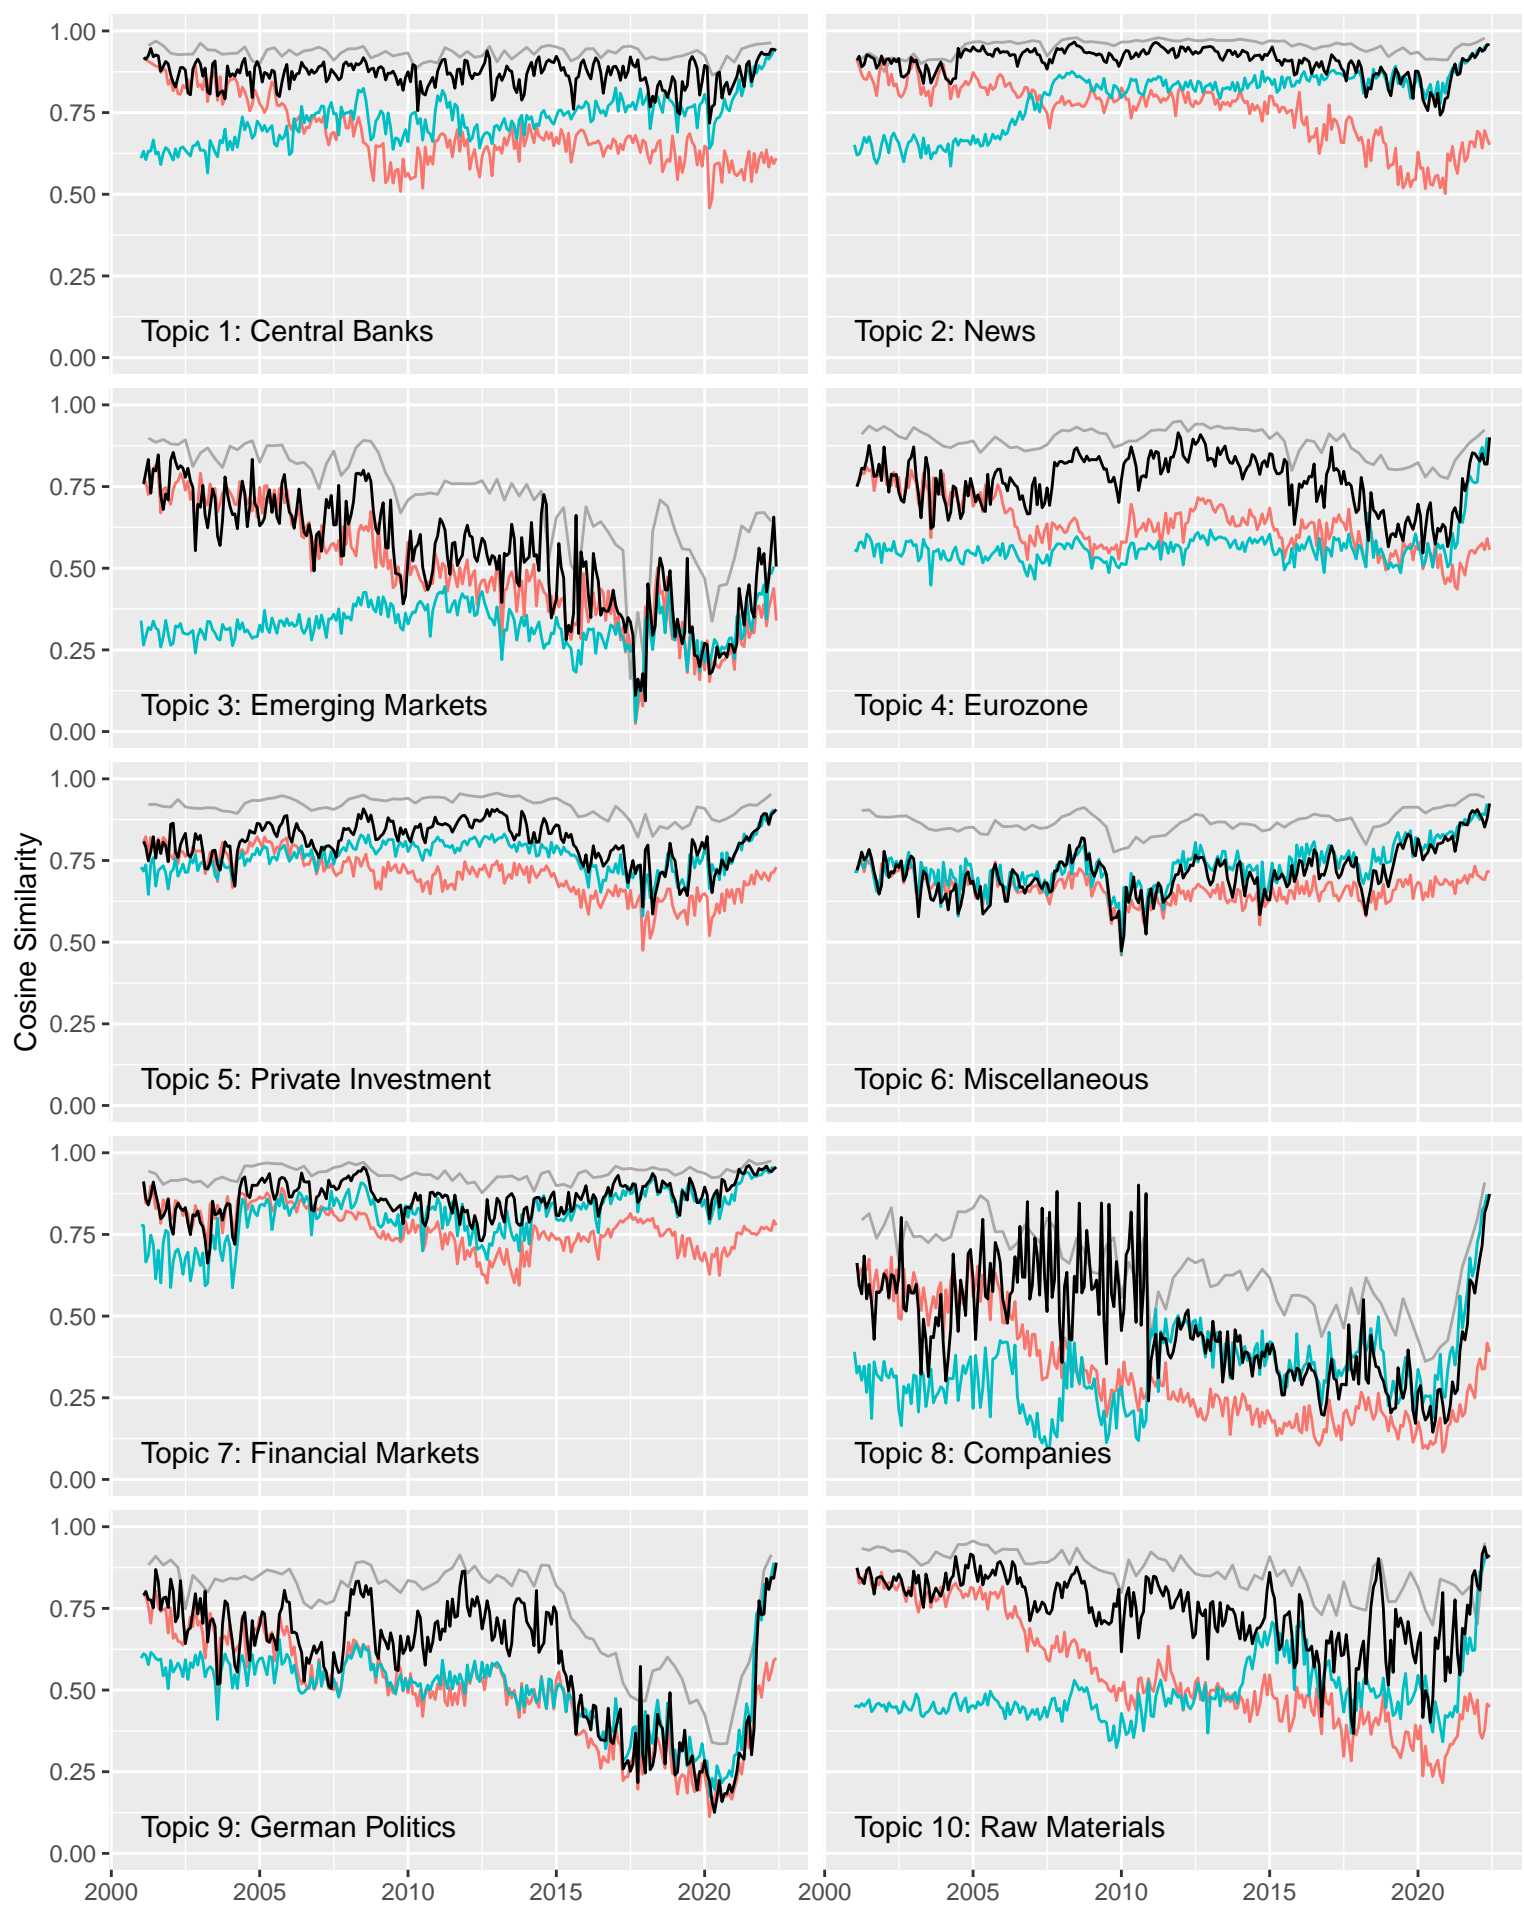 Cosine Similarity
1.00
0.75
0.50
0.25
0.00
Topic 1: Central Banks
Topic 2: News
1.00
0.75
0.50
0.25
0.00
Topic 3: Emerging Markets
Topic 4: Eurozone
1.00
0.75
0.50
0.25
0.00
Topic 5: Private Investment
Topic 6: Miscellaneous
1.00
0.75
0.50
0.25
0.00
Topic 7: Financial Markets
Topic 8: Companies
1.00
0.75
0.50
0.25
0.00
Topic 9: German Politics
Topic 10: Raw Materials
2000 2005 2010 2015 2020
2000 2005 2010 2015 2020